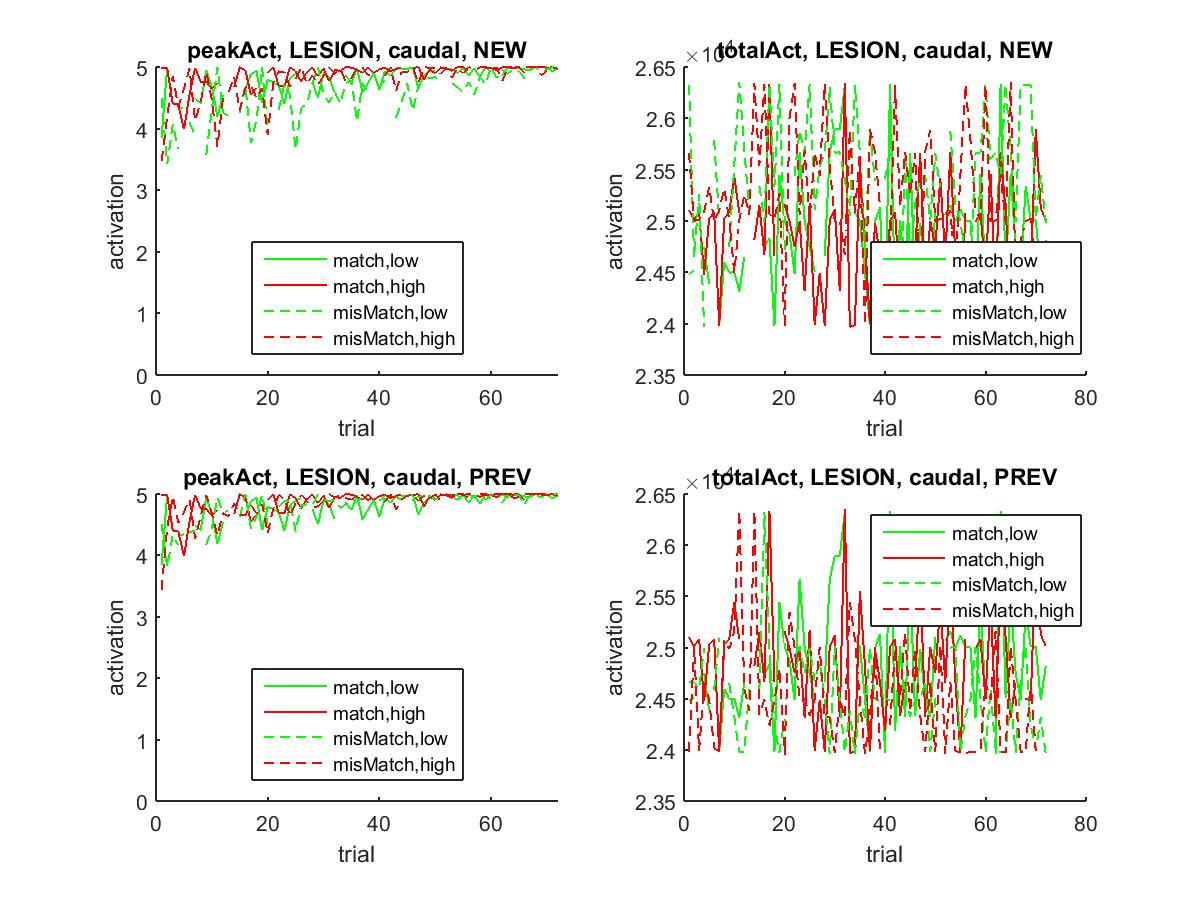 peakAct, LESION, caudal, NEW
5
4
3
2
1
0
activation
match,low
match,high
misMatch,low
misMatch,high
0 20 40 60
trial
×10⁴
totalAct, LESION, caudal, NEW
2.65
2.6
2.55
2.5
2.45
2.4
2.35
activation
match,low
match,high
misMatch,low
misMatch,high
0 20 40 60 80
trial
peakAct, LESION, caudal, PREV
5
4
3
2
1
0
activation
match,low
match,high
misMatch,low
misMatch,high
0 20 40 60
trial
×10⁴
totalAct, LESION, caudal, PREV
2.65
2.6
2.55
2.5
2.45
2.4
2.35
activation
match,low
match,high
misMatch,low
misMatch,high
0 20 40 60 80
trial